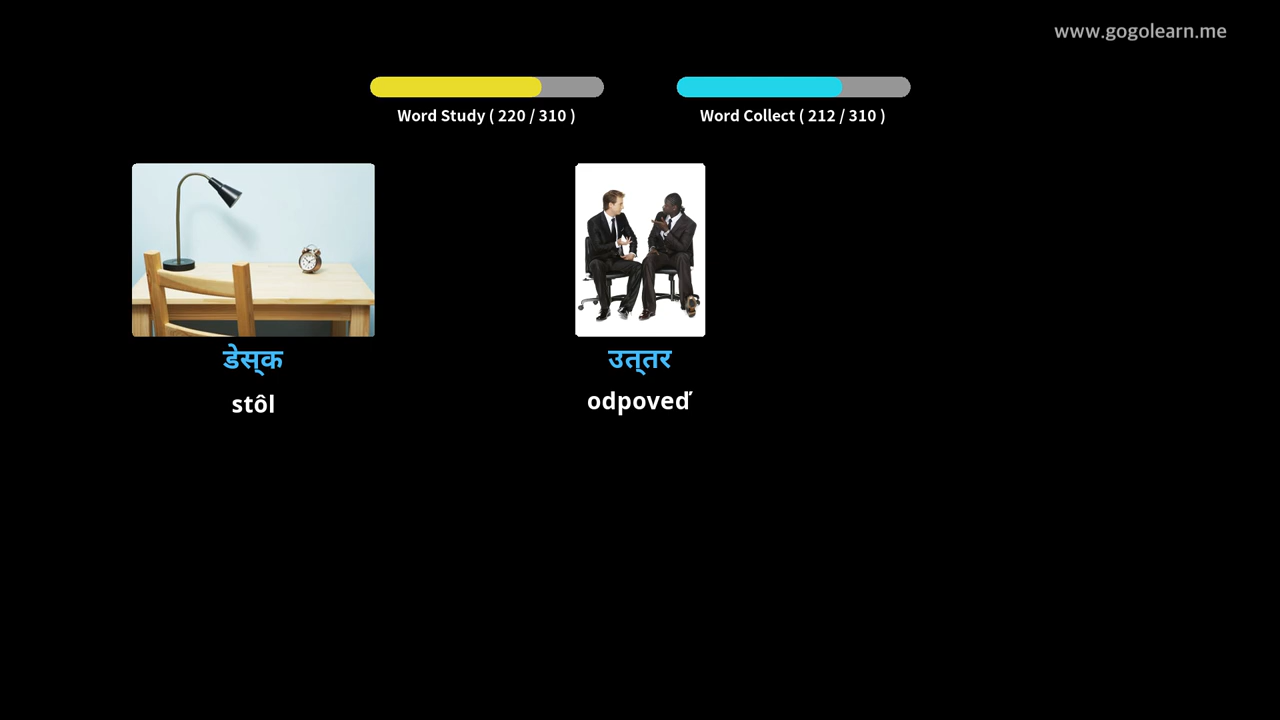 www.gogolearn.me
Word Study ( 220 / 310 )
Word Collect ( 212 / 310 )
डेस्क
उत्तर
stôl
odpoveď